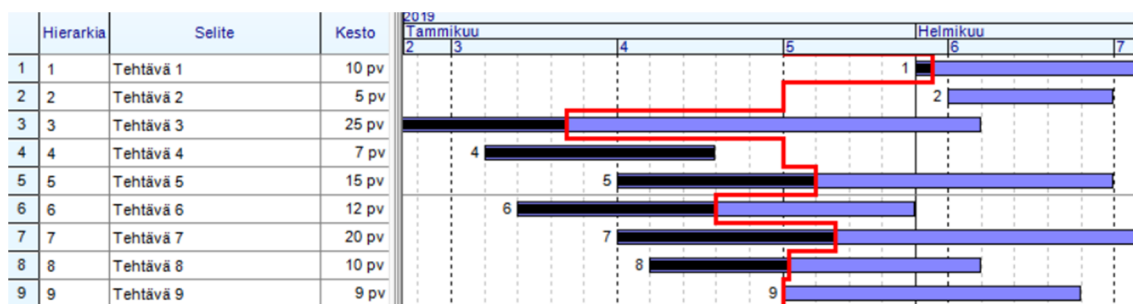 2019
Hierarkia Selite Kesto Tammikuu Helmikuu
2 3 4 5 6 7
1 1 Tehtävä 1 10 pv 1
2 2 Tehtävä 2 5 pv 2
3 3 Tehtävä 3 25 pv
4 4 Tehtävä 4 7 pv 4
5 5 Tehtävä 5 15 pv 5
6 6 Tehtävä 6 12 pv 6
7 7 Tehtävä 7 20 pv 7
8 8 Tehtävä 8 10 pv 8
9 9 Tehtävä 9 9 pv 9